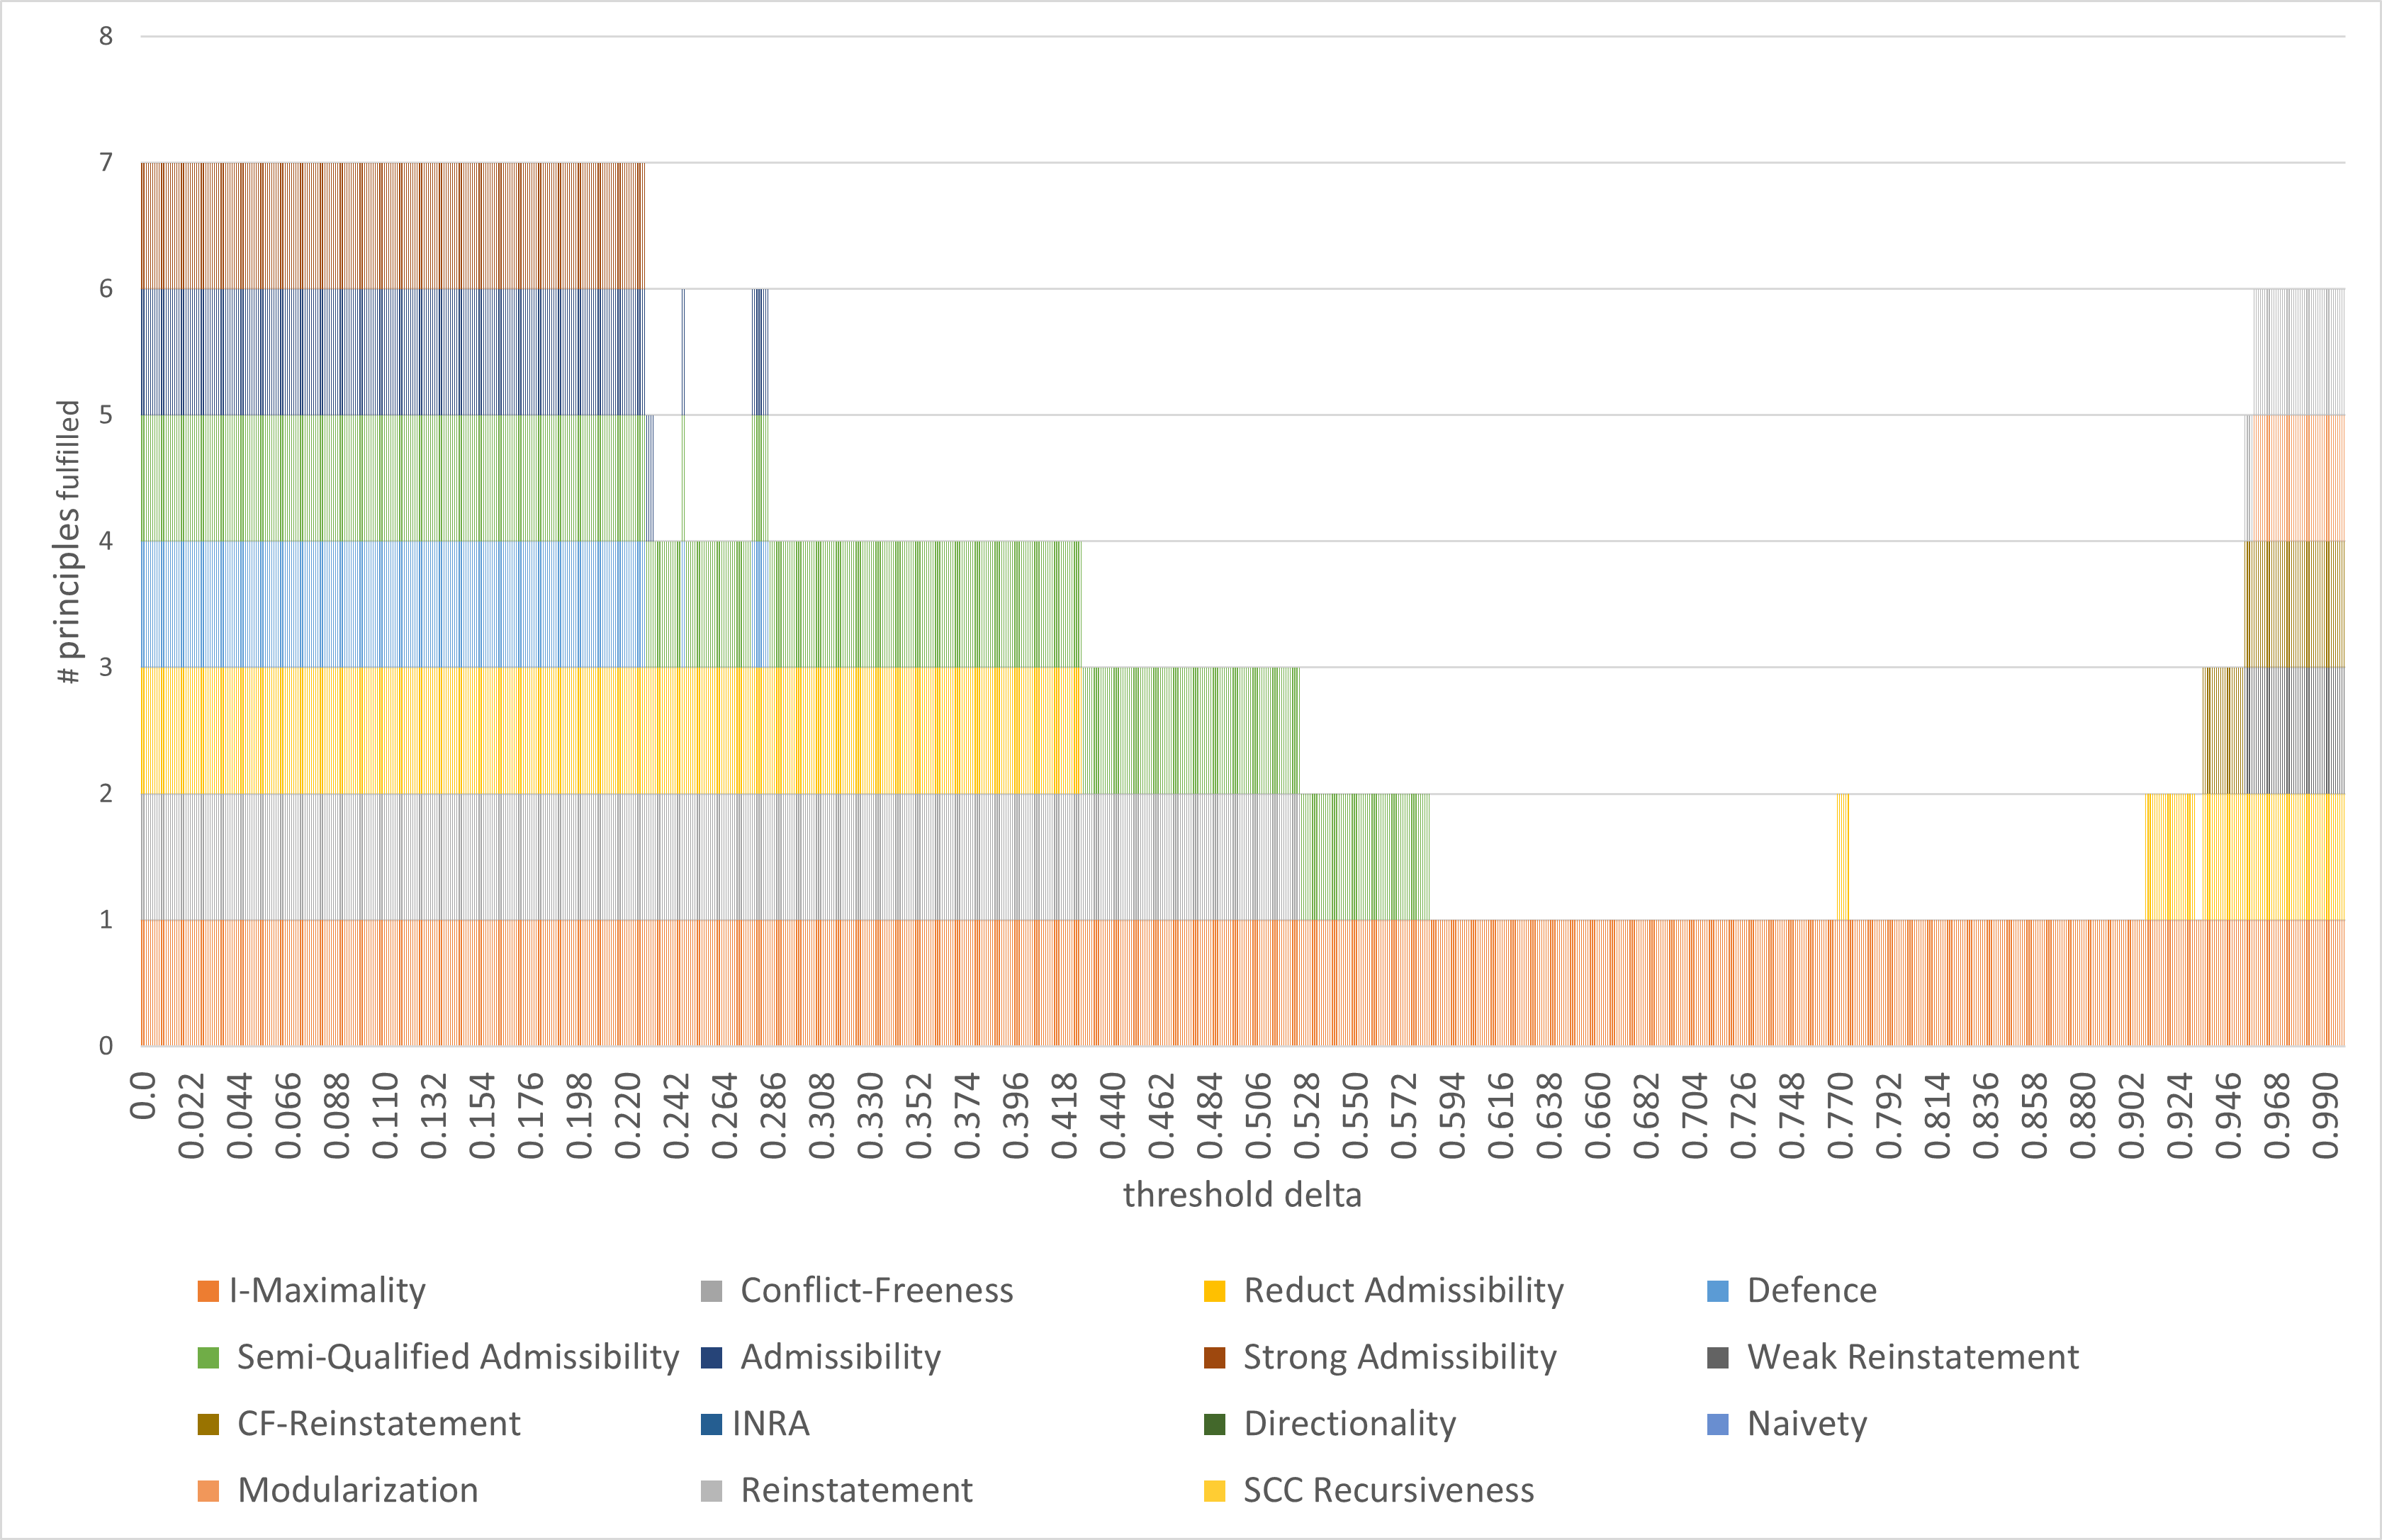 8
7
6
5
4
3
2
1
0
# principles fulfilled
0.0 0.022 0.044 0.066 0.088 0.110 0.132 0.154 0.176 0.198 0.220 0.242 0.264 0.286 0.308 0.330 0.352 0.374 0.396 0.418 0.440 0.462 0.484 0.506 0.528 0.550 0.572 0.594 0.616 0.638 0.660 0.682 0.704 0.726 0.748 0.770 0.792 0.814 0.836 0.858 0.880 0.902 0.924 0.946 0.968 0.990
threshold delta
I-Maximality Conflict-Freeness Reduct Admissibility Defence
Semi-Qualified Admissibility Admissibility Strong Admissibility Weak Reinstatement
CF-Reinstatement INRA Directionality Naivety
Modularization Reinstatement SCC Recursiveness